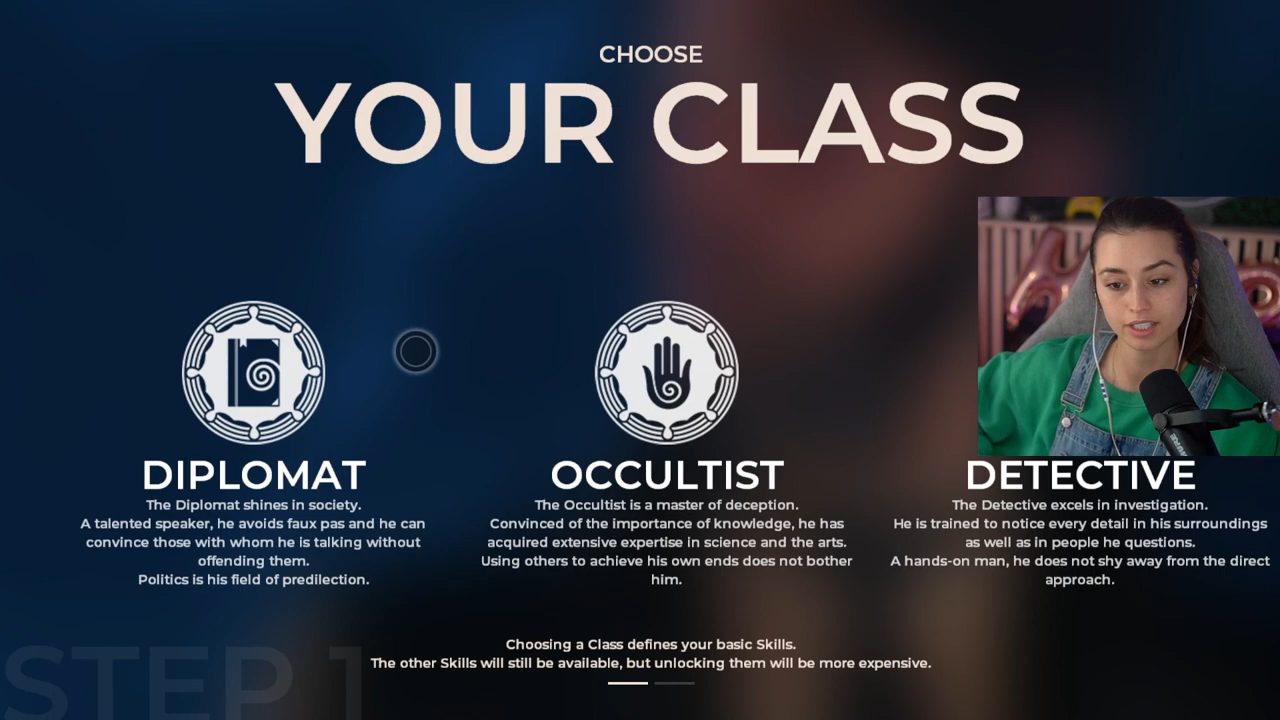 CHOOSE
YOUR CLASS
DIPLOMAT
The Diplomat shines in society.
A talented speaker, he avoids faux pas and he can
convince those with whom he is talking without
offending them.
Politics is his field of predilection.
OCCULTIST
The Occultist is a master of deception.
Convinced of the importance of knowledge, he has
acquired extensive expertise in science and the arts.
Using others to achieve his own ends does not bother
him.
DETECTIVE
The Detective excels in investigation.
He is trained to notice every detail in his surroundings
as well as in people he questions.
A hands-on man, he does not shy away from the direct
approach.
Choosing a Class defines your basic Skills.
The other Skills will still be available, but unlocking them will be more expensive.
STEP 1